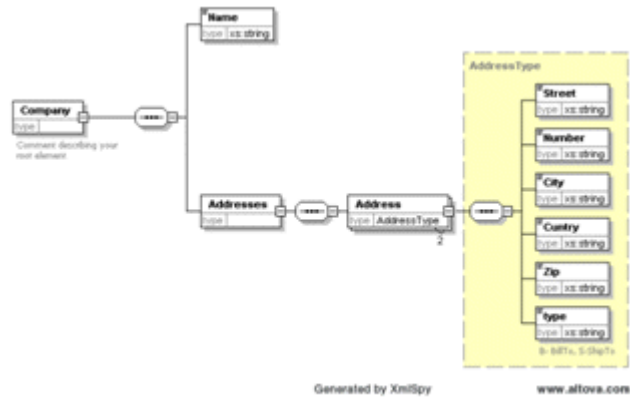 Name
type xs:string
AddressType
Street
type xs:string
Company
type
Number
type xs:string
Comment describing your
root element
City
type xs:string
Addresses
type
Address
type AddressType
Cuntry
type xs:string
Zip
type xs:string
type
type xs:string
B- BillTo, S-ShipTo
Generated by XmlSpy
www.altova.com